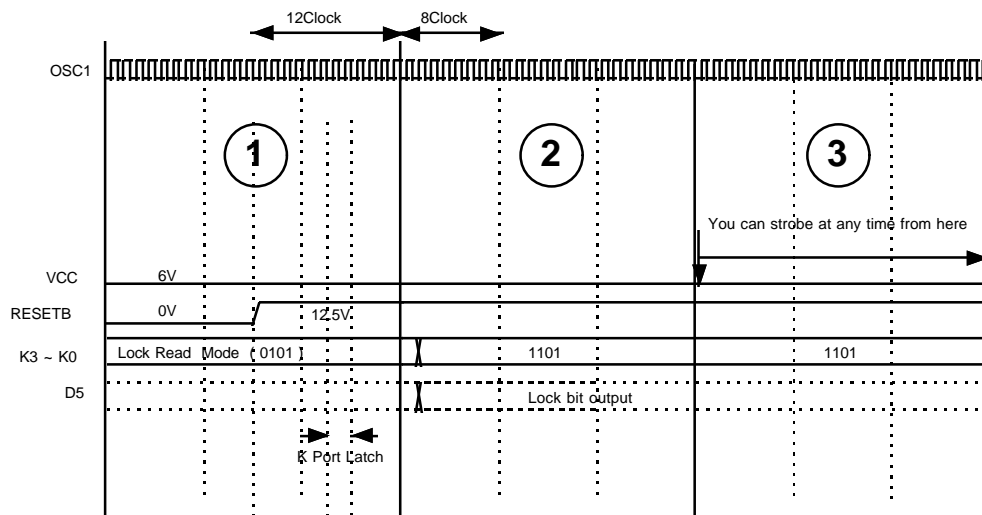 12Clock
8Clock
OSC1
1
2
3
You can strobe at any time from here
VCC
6V
RESETB
0V
12.5V
K3 ~ K0
Lock Read Mode ( 0101 )
1101
1101
D5
Lock bit output
K Port Latch